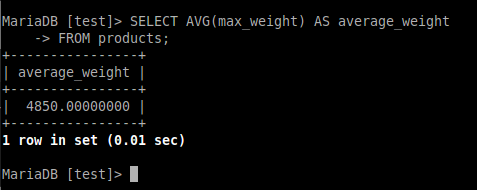 MariaDB [test]> SELECT AVG(max_weight) AS average_weight
    -> FROM products;
+----------------+
| average_weight |
+----------------+
|  4850.00000000 |
+----------------+
1 row in set (0.01 sec)
MariaDB [test]>